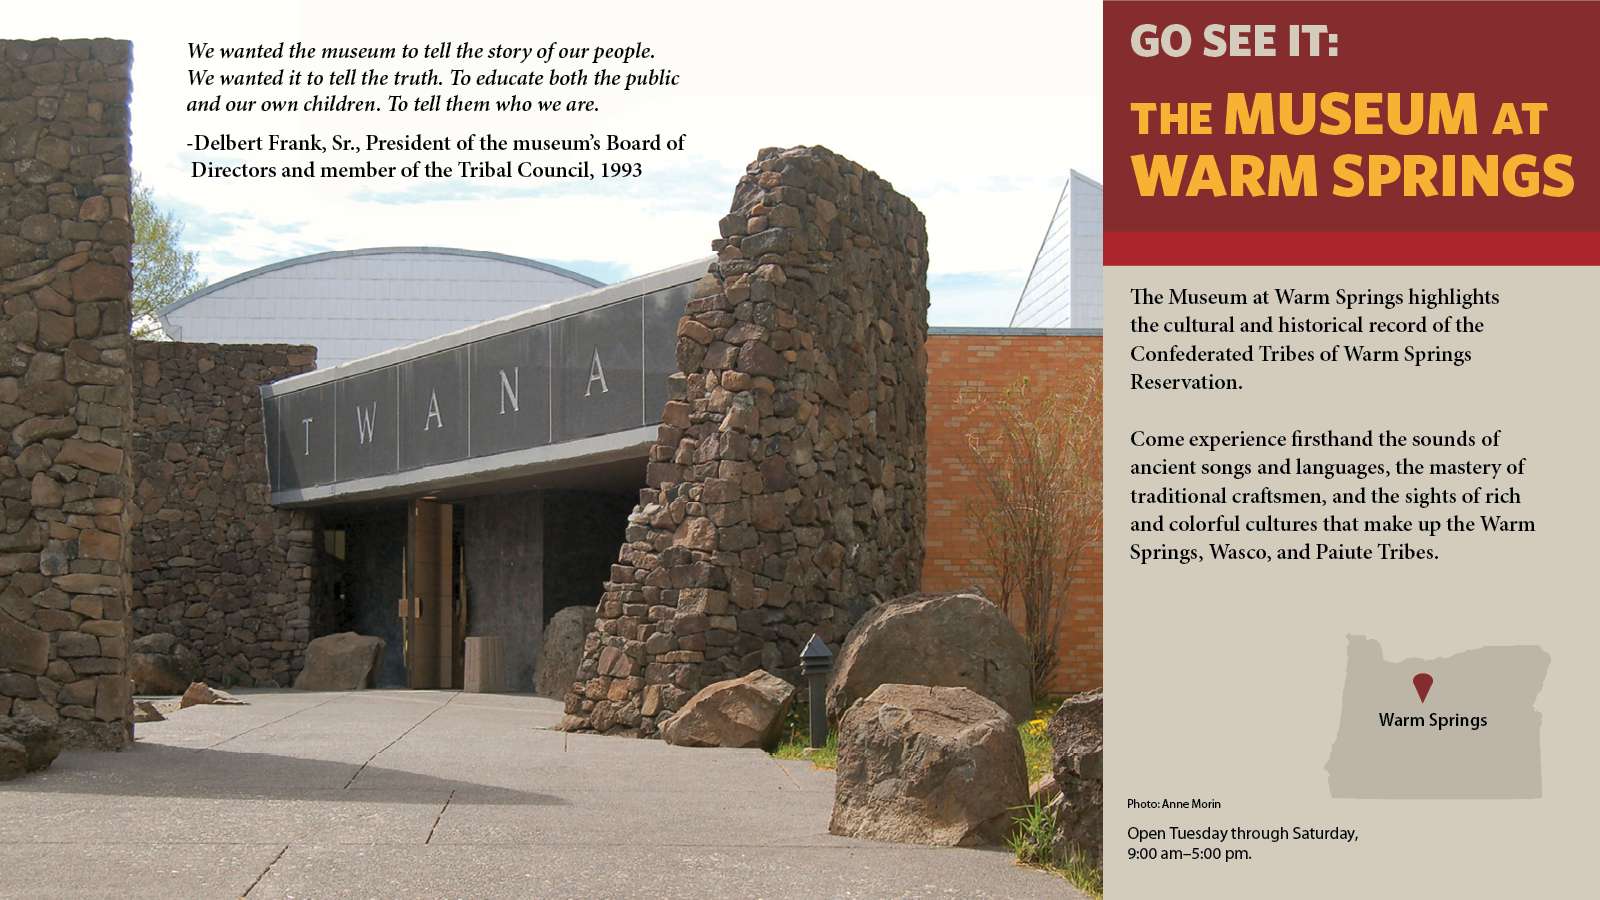 We wanted the museum to tell the story of our people.
We wanted it to tell the truth. To educate both the public
and our own children. To tell them who we are.
-Delbert Frank, Sr., President of the museum’s Board of
Directors and member of the Tribal Council, 1993
TWANA
GO SEE IT:
THE MUSEUM AT
WARM SPRINGS
The Museum at Warm Springs highlights
the cultural and historical record of the
Confederated Tribes of Warm Springs
Reservation.
Come experience firsthand the sounds of
ancient songs and languages, the mastery of
traditional craftsmen, and the sights of rich
and colorful cultures that make up the Warm
Springs, Wasco, and Paiute Tribes.
Warm Springs
Photo: Anne Morin
Open Tuesday through Saturday,
9:00 am–5:00 pm.